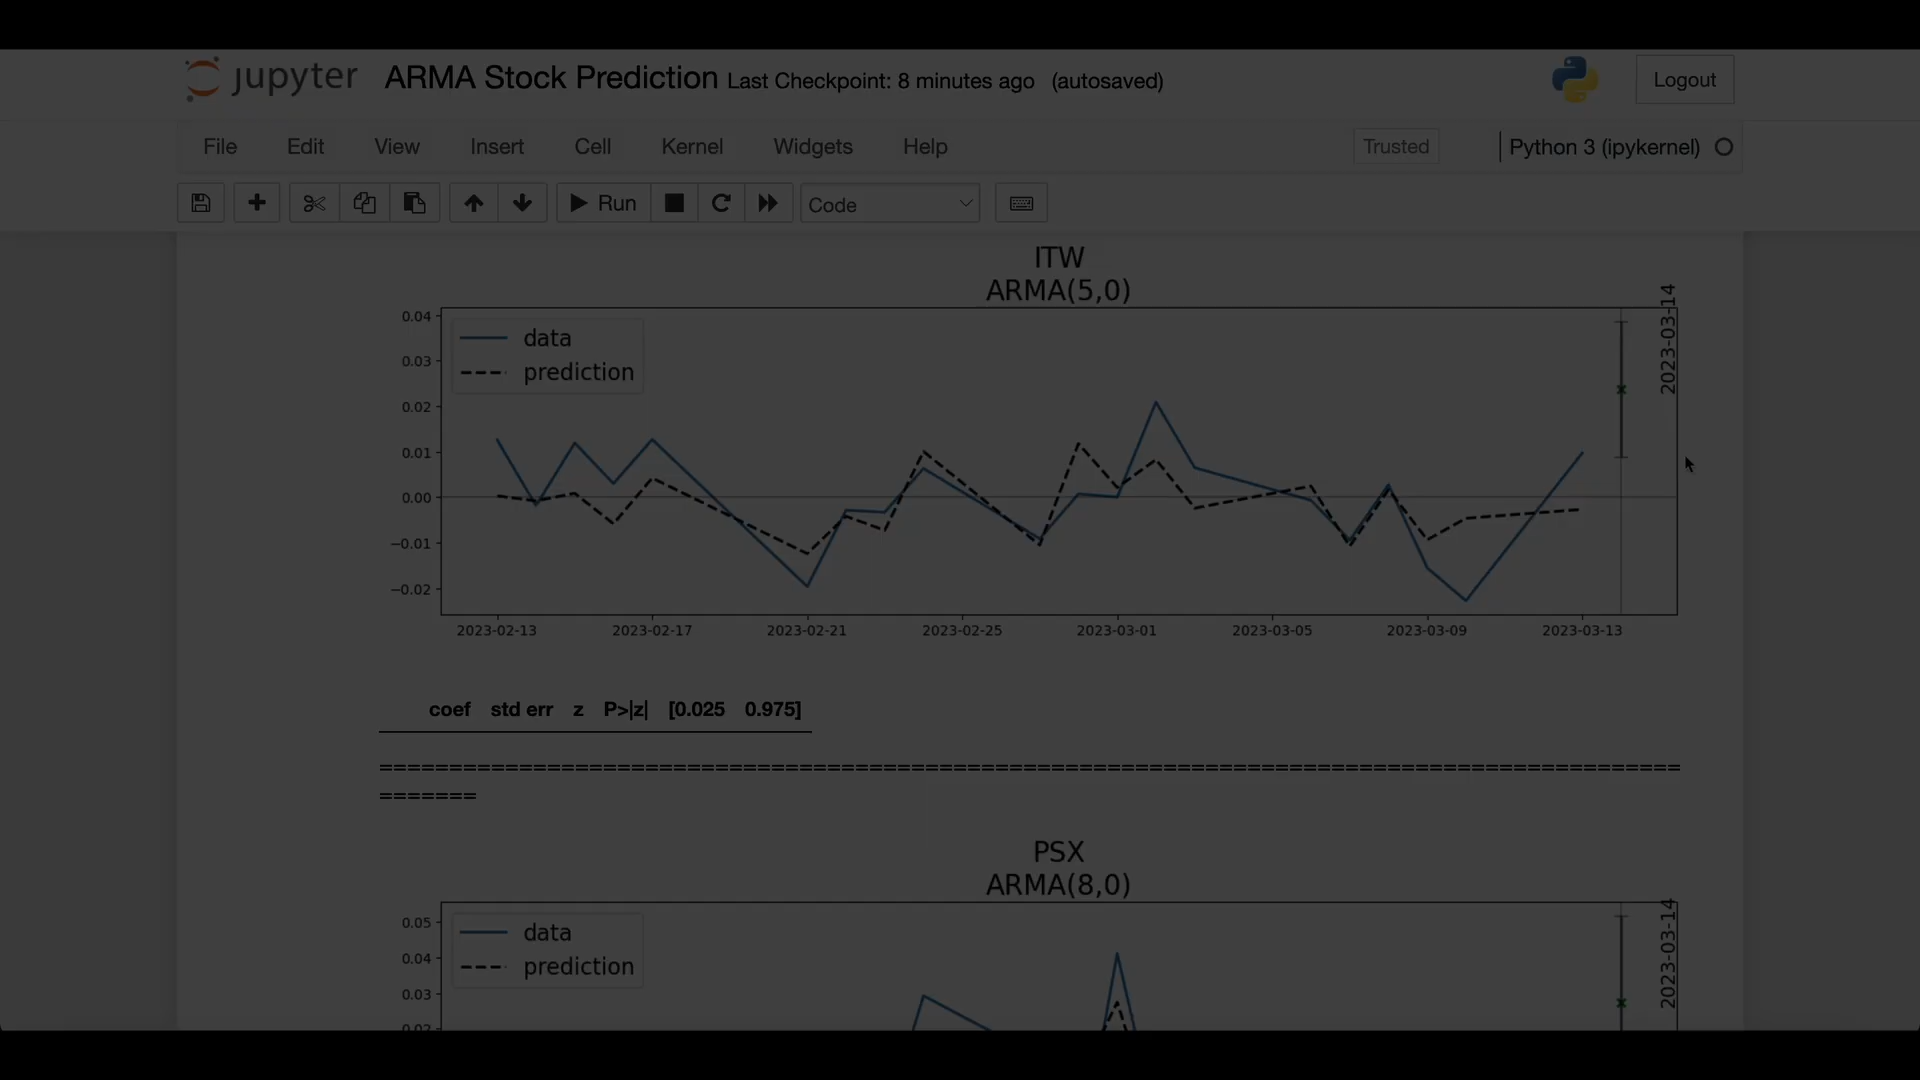 jupyter ARMA Stock Prediction Last Checkpoint: 8 minutes ago (autosaved) Logout
File Edit View Insert Cell Kernel Widgets Help Trusted Python 3 (ipykernel)
Run Code
ITW
ARMA(5,0)
data
prediction
0.04
0.03
0.02
0.01
0.00
−0.01
−0.02
2023-03-14
2023-02-13 2023-02-17 2023-02-21 2023-02-25 2023-03-01 2023-03-05 2023-03-09 2023-03-13
coef std err z P>|z| [0.025 0.975]
=============================================================================================
=======
PSX
ARMA(8,0)
data
prediction
0.05
0.04
0.03
0.02
2023-03-14